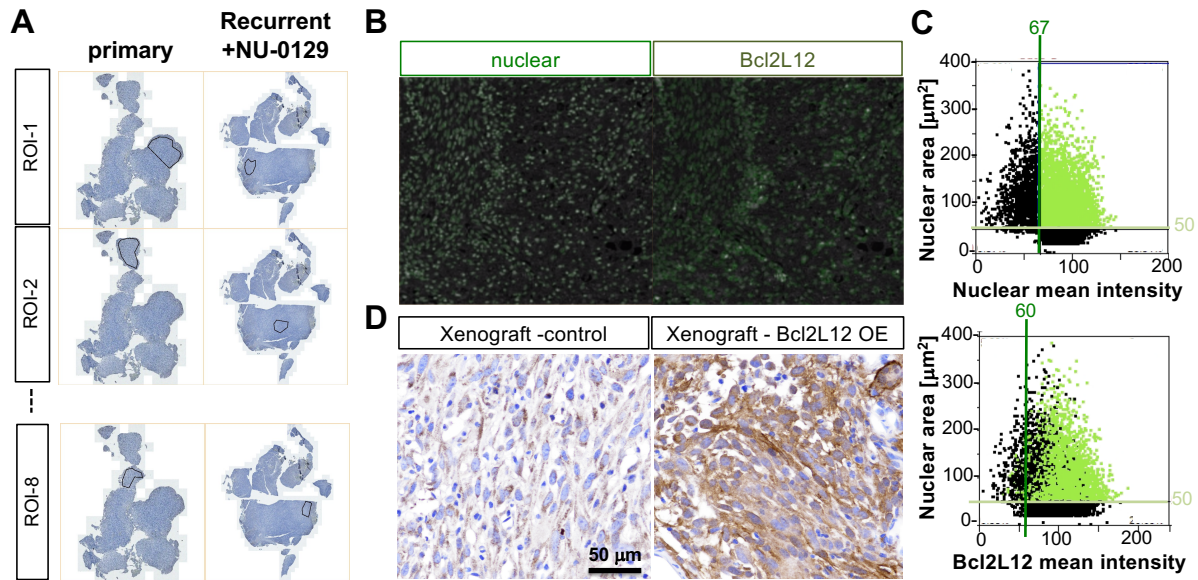 A
primary
Recurrent
+NU-0129
ROI-1
ROI-2
ROI-8
B
nuclear
Bcl2L12
C
67
400
300
200
100
0
Nuclear area [µm²]
50
0
100
200
Nuclear mean intensity
D
Xenograft -control
Xenograft - Bcl2L12 OE
50 µm
60
400
300
200
100
0
Nuclear area [µm²]
50
0
100
200
Bcl2L12 mean intensity